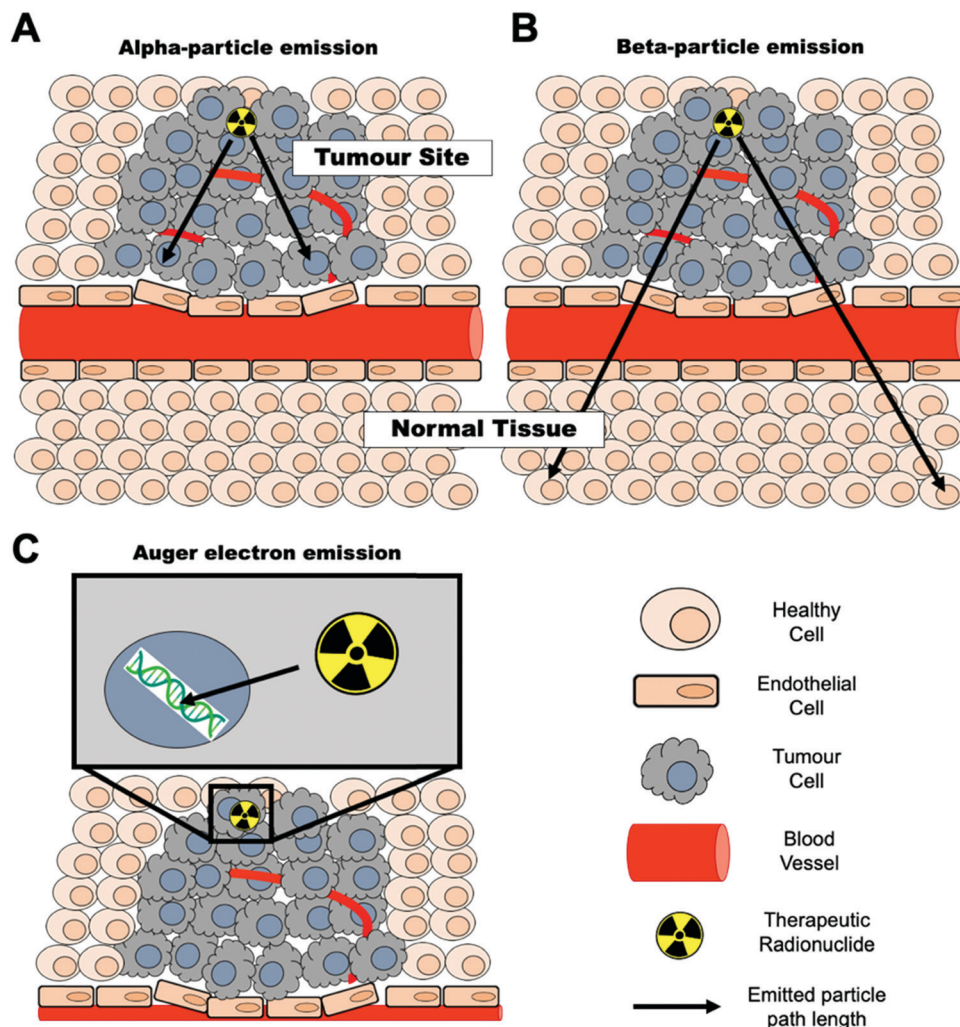 A
Alpha-particle emission
Tumour Site
B
Beta-particle emission
Normal Tissue
C
Auger electron emission
Healthy
Cell
Endothelial
Cell
Tumour
Cell
Blood
Vessel
Therapeutic
Radionuclide
Emitted particle
path length